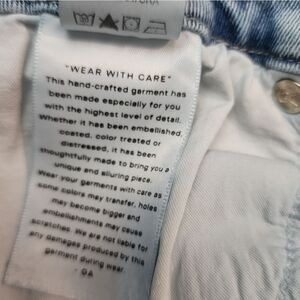 "WEAR WITH CARE"
This hand-crafted garment has
been made especially for you
with the highest level of detail.
Whether it has been embellished,
coated, color treated or
distressed, it has been
thoughtfully made to bring you a
unique and alluring piece.
Wear your garments with care as
some colors may transfer, holes
may become bigger and
embellishments may cause
scratches. We are not liable for
any damages produced by this
garment during wear.